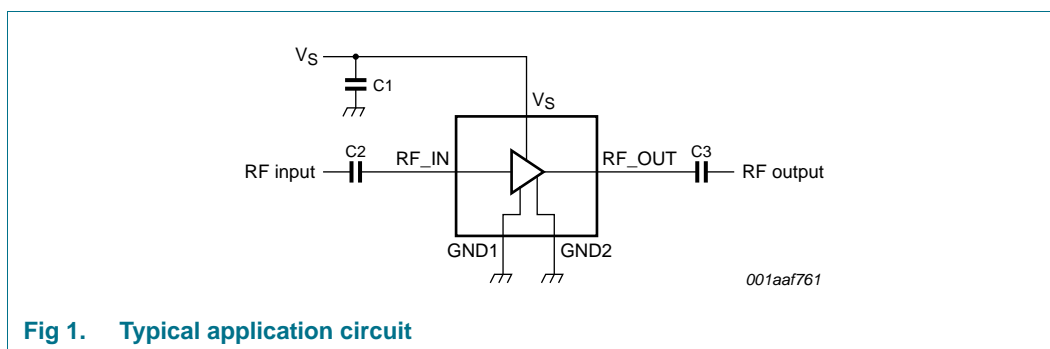 VS
C1
VS
C2
RF_IN
RF_OUT
C3
RF input
RF output
GND1
GND2
001aaf761
Fig 1. Typical application circuit